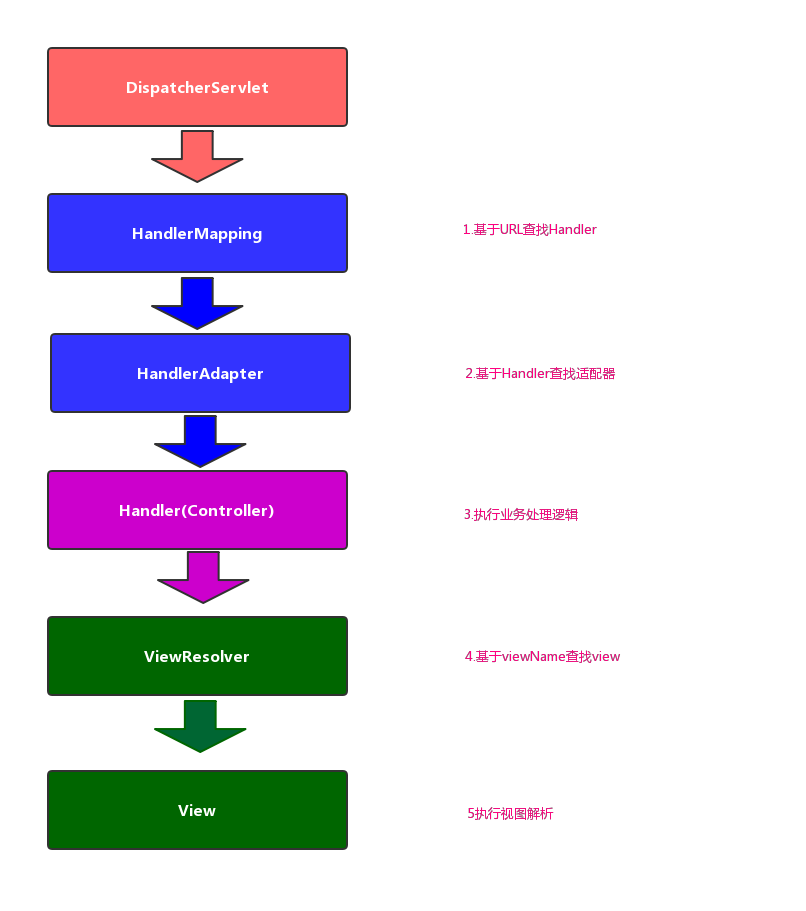 DispatcherServlet
HandlerMapping
1.基于URL查找Handler
HandlerAdapter
2.基于Handler查找适配器
Handler(Controller)
3.执行业务处理逻辑
ViewResolver
4.基于viewName查找view
View
5执行视图解析